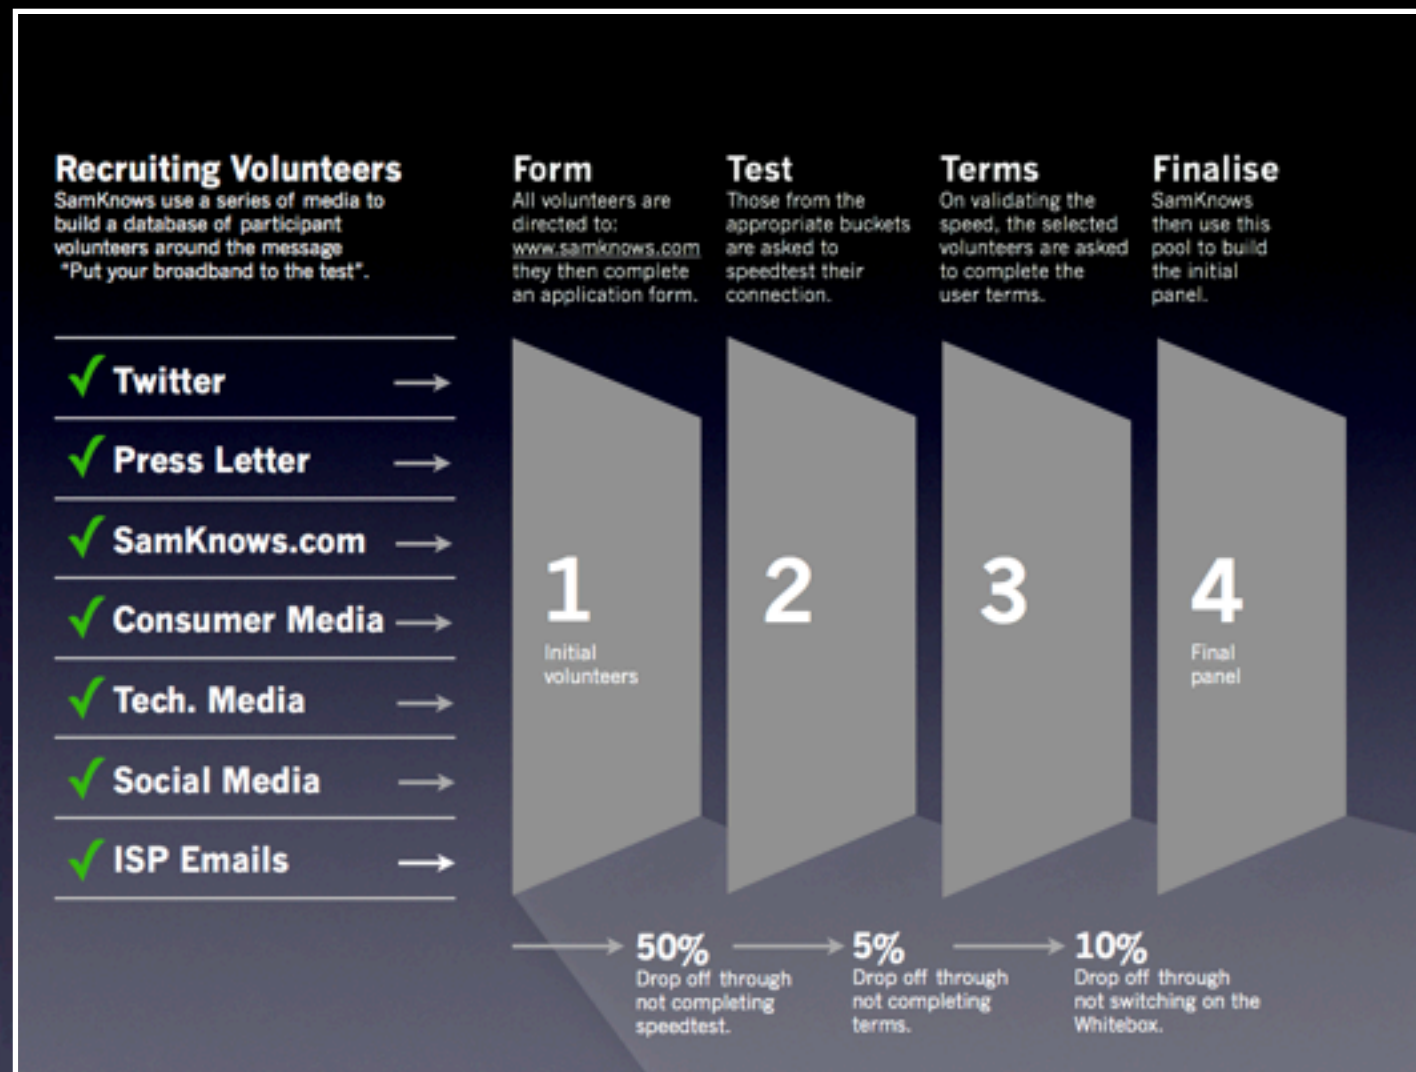 Recruiting Volunteers
SamKnows use a series of media to
build a database of participant
volunteers around the message
"Put your broadband to the test".
Form
All volunteers are
directed to:
www.samknows.com
they then complete
an application form.
Test
Those from the
appropriate buckets
are asked to
speedtest their
connection.
Terms
On validating the
speed, the selected
volunteers are asked
to complete the
user terms.
Finalise
SamKnows
then use this
pool to build
the initial
panel.
Twitter
Press Letter
SamKnows.com
Consumer Media
Tech. Media
Social Media
ISP Emails
1
Initial
volunteers
2
3
4
Final
panel
50%
Drop off through
not completing
speedtest.
5%
Drop off through
not completing
terms.
10%
Drop off through
not switching on the
Whitebox.